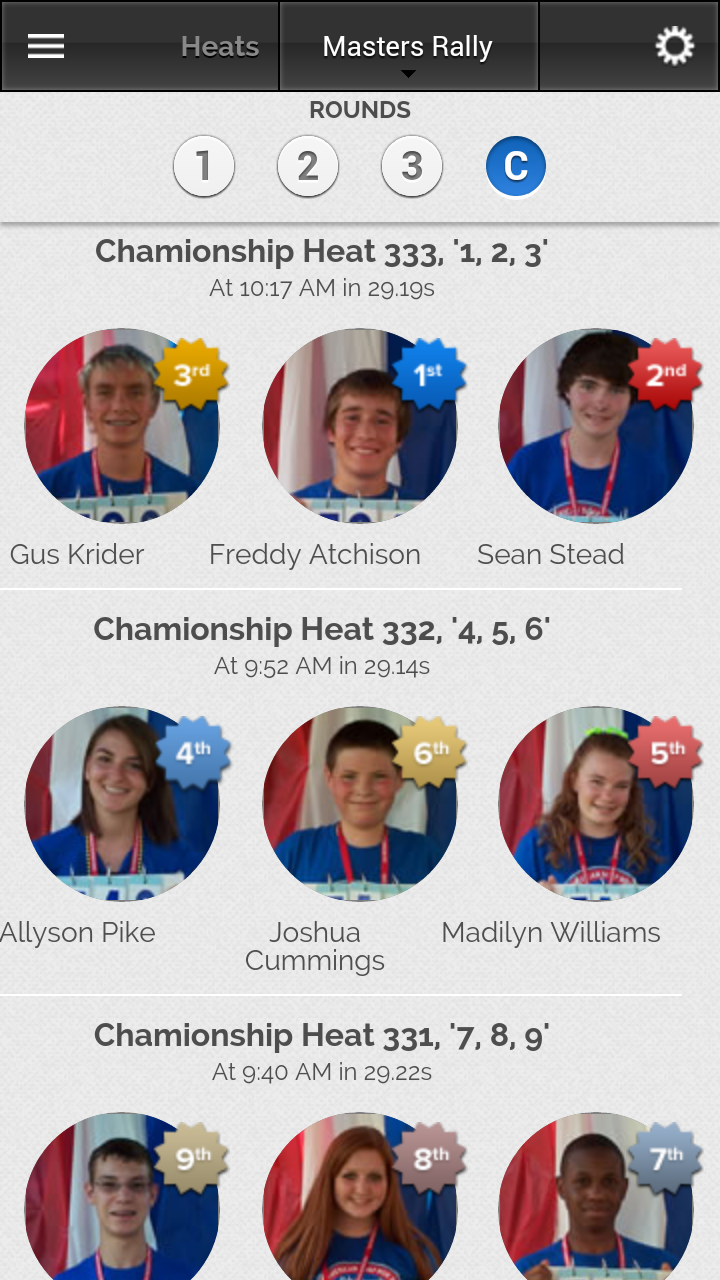 Heats
Masters Rally
ROUNDS
1 2 3 C
Chamionship Heat 333, '1, 2, 3'
At 10:17 AM in 29.19s
3rd 1st 2nd
Gus Krider Freddy Atchison Sean Stead
Chamionship Heat 332, '4, 5, 6'
At 9:52 AM in 29.14s
4th 6th 5th
Allyson Pike Joshua Cummings Madilyn Williams
Chamionship Heat 331, '7, 8, 9'
At 9:40 AM in 29.22s
9th 8th 7th